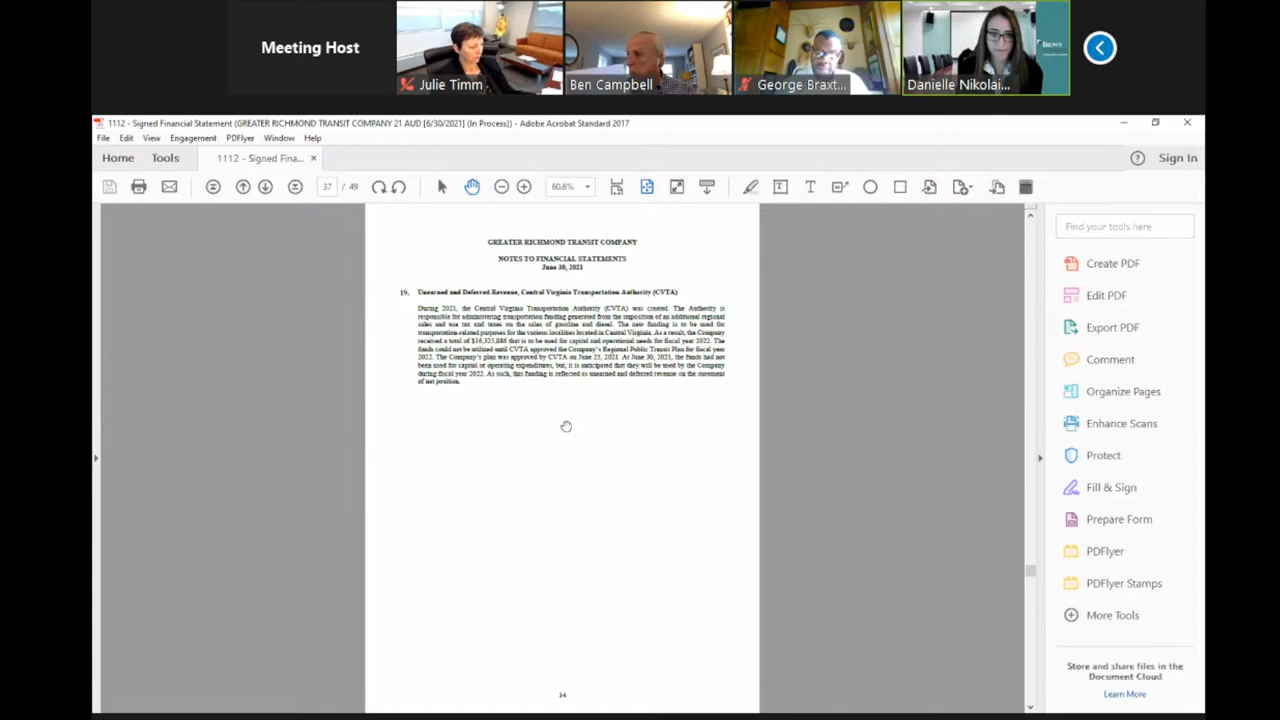 Meeting Host
Julie Timm
Ben Campbell
George Braxt...
Danielle Nikolai...
1112 - Signed Financial Statement (GREATER RICHMOND TRANSIT COMPANY 21 AUD [6/30/2021] (In Process)) - Adobe Acrobat Standard 2017
File Edit View Engagement PDFlyer Window Help
Home Tools 1112 - Signed Fina... × Sign In
37 / 49 60.8%
GREATER RICHMOND TRANSIT COMPANY
NOTES TO FINANCIAL STATEMENTS
June 30, 2021
19. Unearned and Deferred Revenue, Central Virginia Transportation Authority (CVTA)
During 2021, the Central Virginia Transportation Authority (CVTA) was created. The Authority is
responsible for administering transportation funding generated from the imposition of an additional regional
sales and use tax and taxes on the sales of gasoline and diesel. The new funding is to be used for
transportation-related purposes for the various localities located in Central Virginia. As a result, the Company
received a total of $16,325,886 that is to be used for capital and operational needs for fiscal year 2022. The
funds could not be utilized until CVTA approved the Company's Regional Public Transit Plan for fiscal year
2022. The Company's plan was approved by CVTA on June 25, 2021. At June 30, 2021, the funds had not
been used for capital or operating expenditures, but, it is anticipated that they will be used by the Company
during fiscal year 2022. As such, this funding is reflected as unearned and deferred revenue on the statement
of net position.
34
Find your tools here
Create PDF
Edit PDF
Export PDF
Comment
Organize Pages
Enhance Scans
Protect
Fill & Sign
Prepare Form
PDFlyer
PDFlyer Stamps
More Tools
Store and share files in the
Document Cloud
Learn More